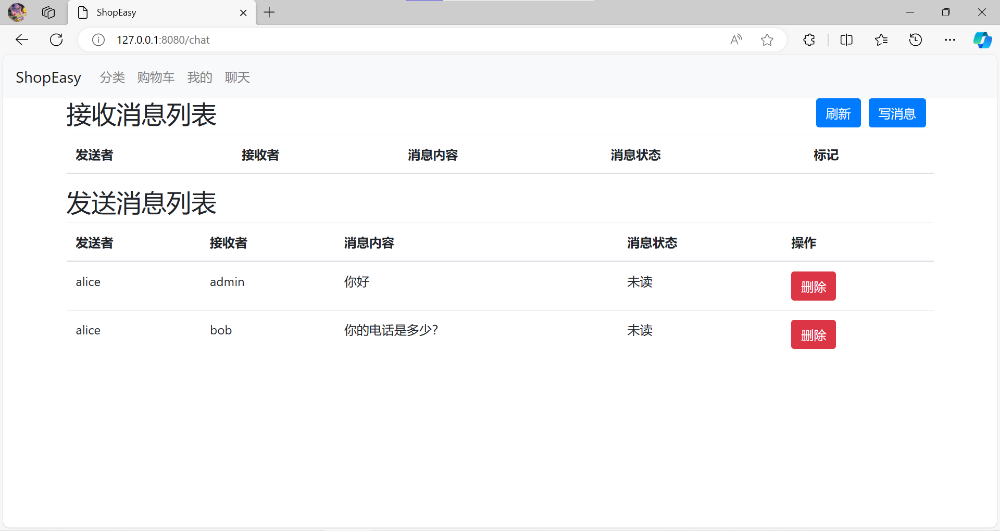 ShopEasy
127.0.0.1:8080/chat
ShopEasy 分类 购物车 我的 聊天
接收消息列表 刷新 写消息
发送者 接收者 消息内容 消息状态 标记
发送消息列表
发送者 接收者 消息内容 消息状态 操作
alice admin 你好 未读 删除
alice bob 你的电话是多少? 未读 删除